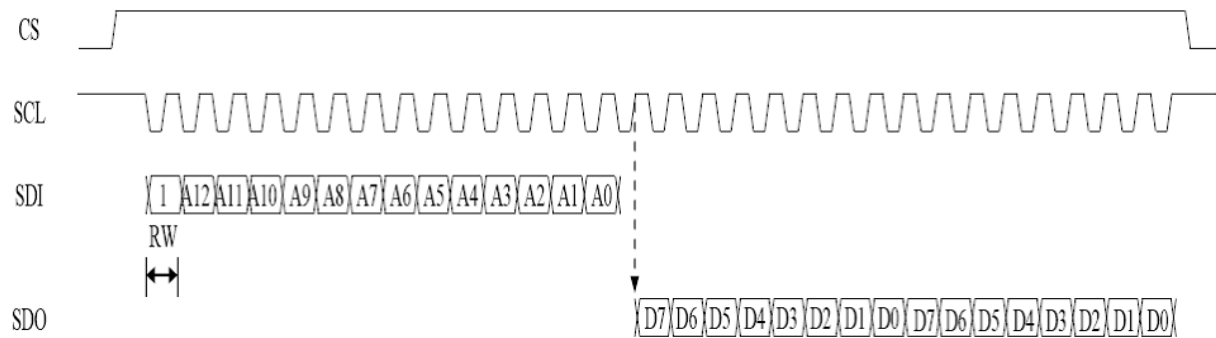 CS
SCL
SDI 1 A12 A11 A10 A9 A8 A7 A6 A5 A4 A3 A2 A1 A0
RW
SDO D7 D6 D5 D4 D3 D2 D1 D0 D7 D6 D5 D4 D3 D2 D1 D0